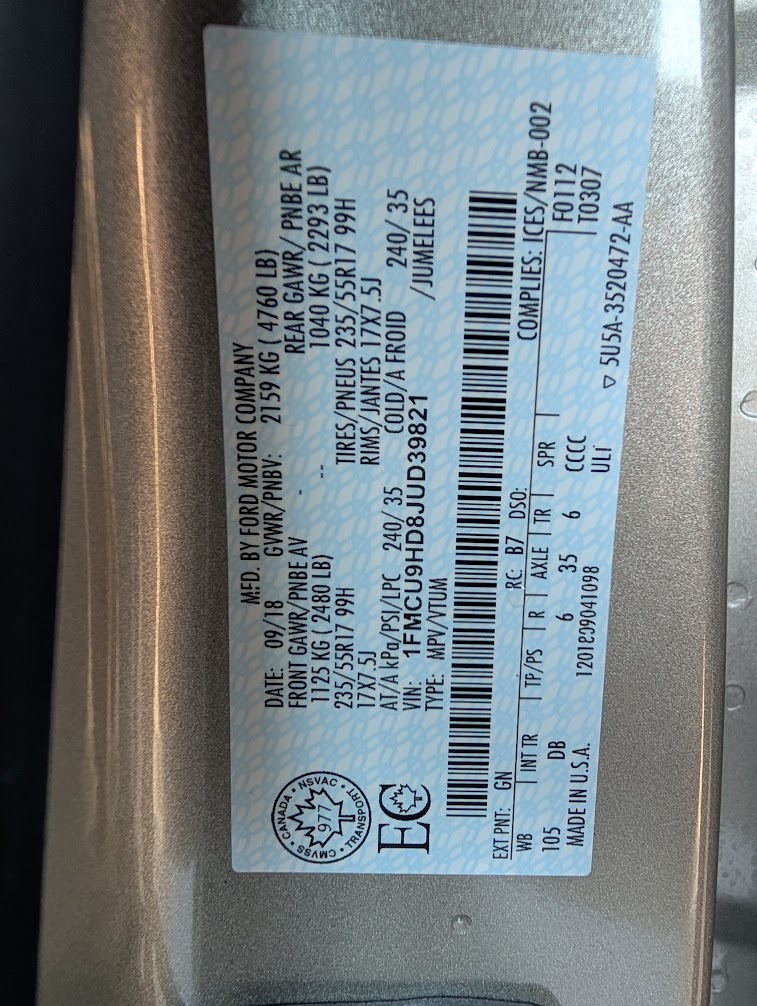 MFD. BY FORD MOTOR COMPANY
DATE: 09/18 GVWR/PNBV: 2159 KG ( 4760 LB)
FRONT GAWR/PNBE AV - REAR GAWR/ PNBE AR
1125 KG ( 2480 LB) -- 1040 KG ( 2293 LB)
235/55R17 99H TIRES/PNEUS 235/55R17 99H
17X7.5J RIMS/JANTES 17X7.5J
AT/A kPa/PSI/LPC 240/ 35 COLD/A FROID 240/ 35
VIN: 1FMCU9HD8JUD39821 /JUMELEES
TYPE: MPV/VTUM
CANADA • NSVAC • TRANSPORT • CMVSS •
977
T
EC
EXT PNT: GN RC: B7 DSO: COMPLIES: ICES/NMB-002
WB | INT TR | TP/PS | R | AXLE | TR | SPR | F0112
105 DB 6 35 6 CCCC T0307
MADE IN U.S.A. 1201809041098 ULi ▽ 5U5A-3520472-AA